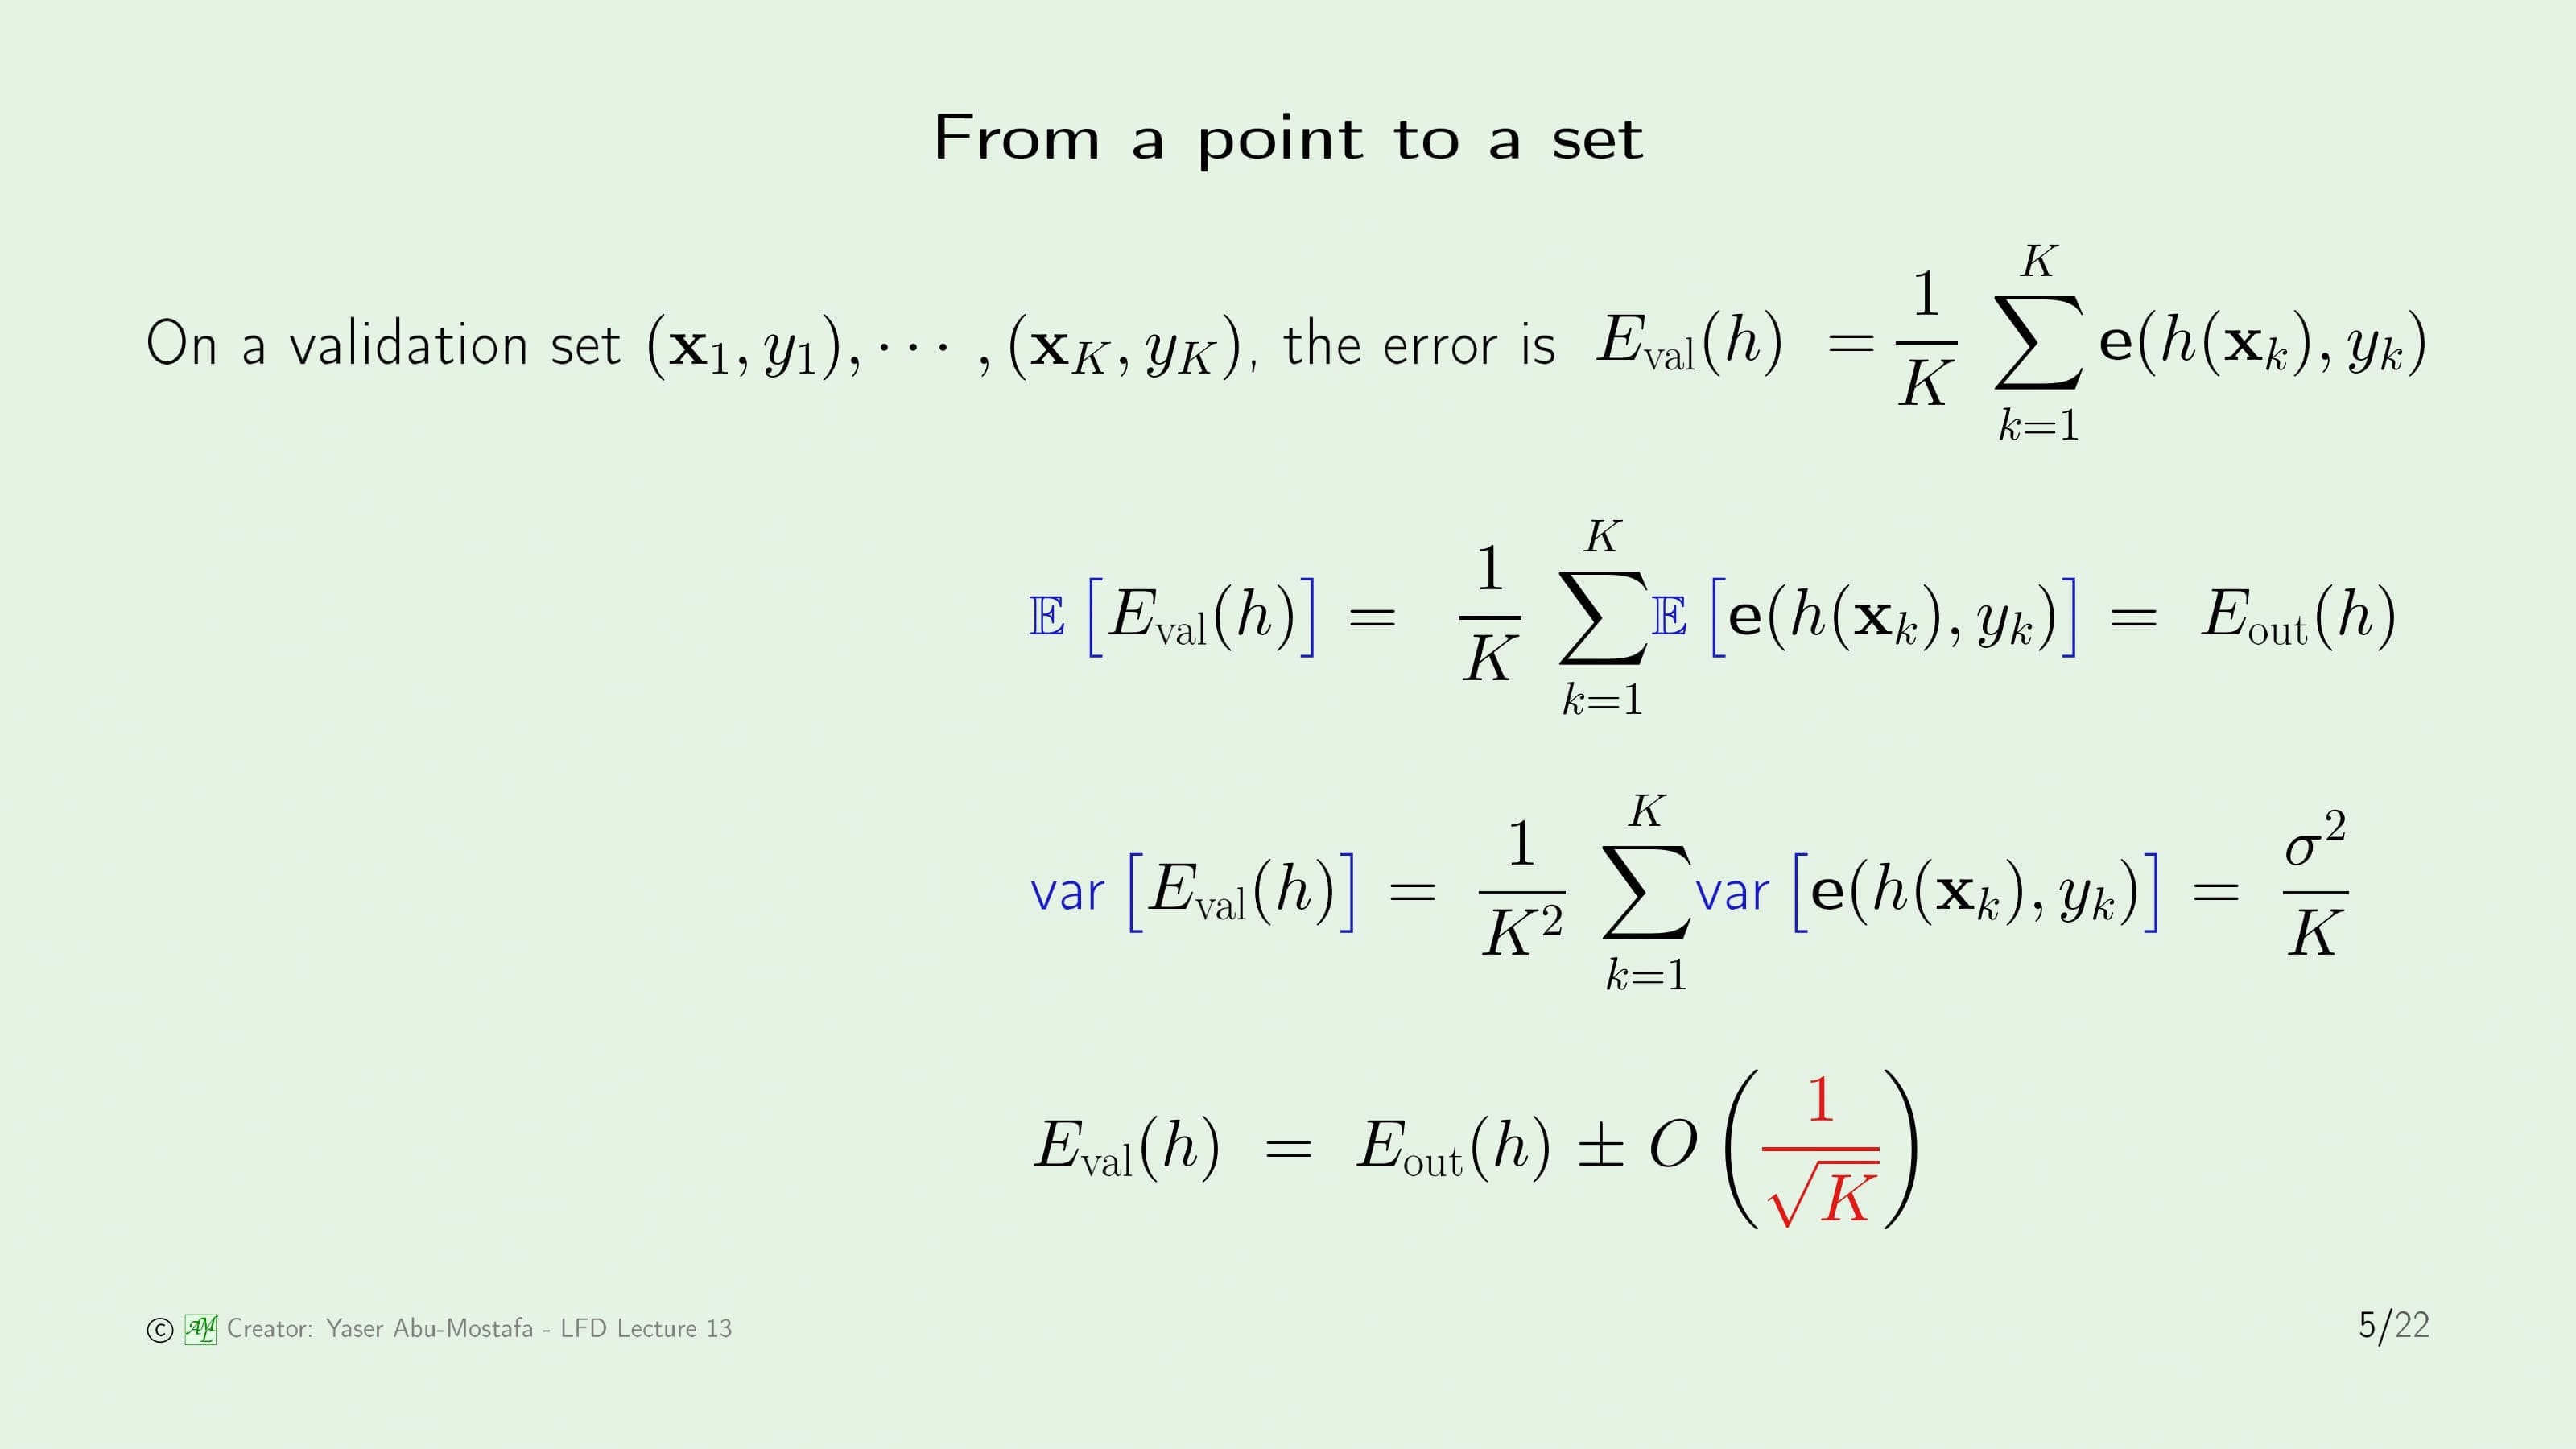 From a point to a set
On a validation set $(\mathbf{x}_1, y_1), \cdots, (\mathbf{x}_K, y_K)$, the error is $E_{\text{val}}(h) = \frac{1}{K} \sum_{k=1}^{K} \mathbf{e}(h(\mathbf{x}_k), y_k)$
$\mathbb{E}\left[E_{\text{val}}(h)\right] = \frac{1}{K} \sum_{k=1}^{K} \mathbb{E}\left[\mathbf{e}(h(\mathbf{x}_k), y_k)\right] = E_{\text{out}}(h)$
$\text{var}\left[E_{\text{val}}(h)\right] = \frac{1}{K^2} \sum_{k=1}^{K} \text{var}\left[\mathbf{e}(h(\mathbf{x}_k), y_k)\right] = \frac{\sigma^2}{K}$
$E_{\text{val}}(h) = E_{\text{out}}(h) \pm O\left(\frac{1}{\sqrt{K}}\right)$
© AML Creator: Yaser Abu-Mostafa - LFD Lecture 13
5/22